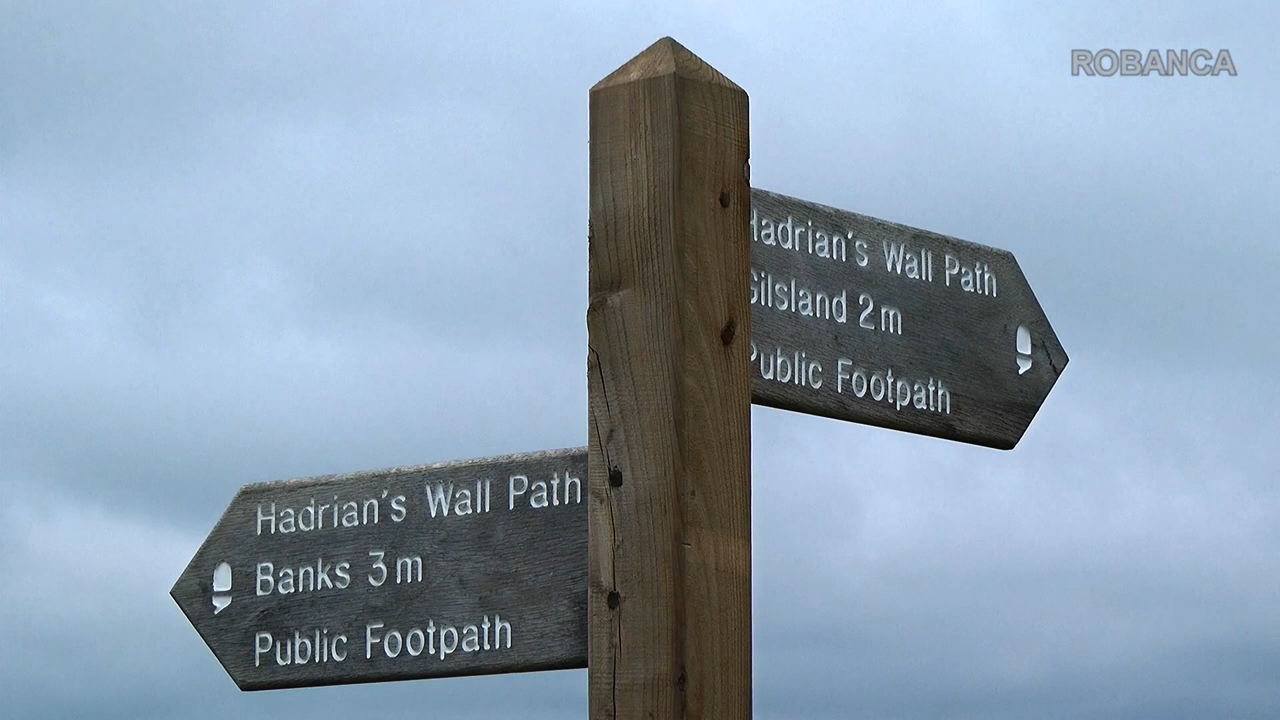 ROBANCA
Hadrian's Wall Path
Gilsland 2m
Public Footpath
Hadrian's Wall Path
Banks 3m
Public Footpath